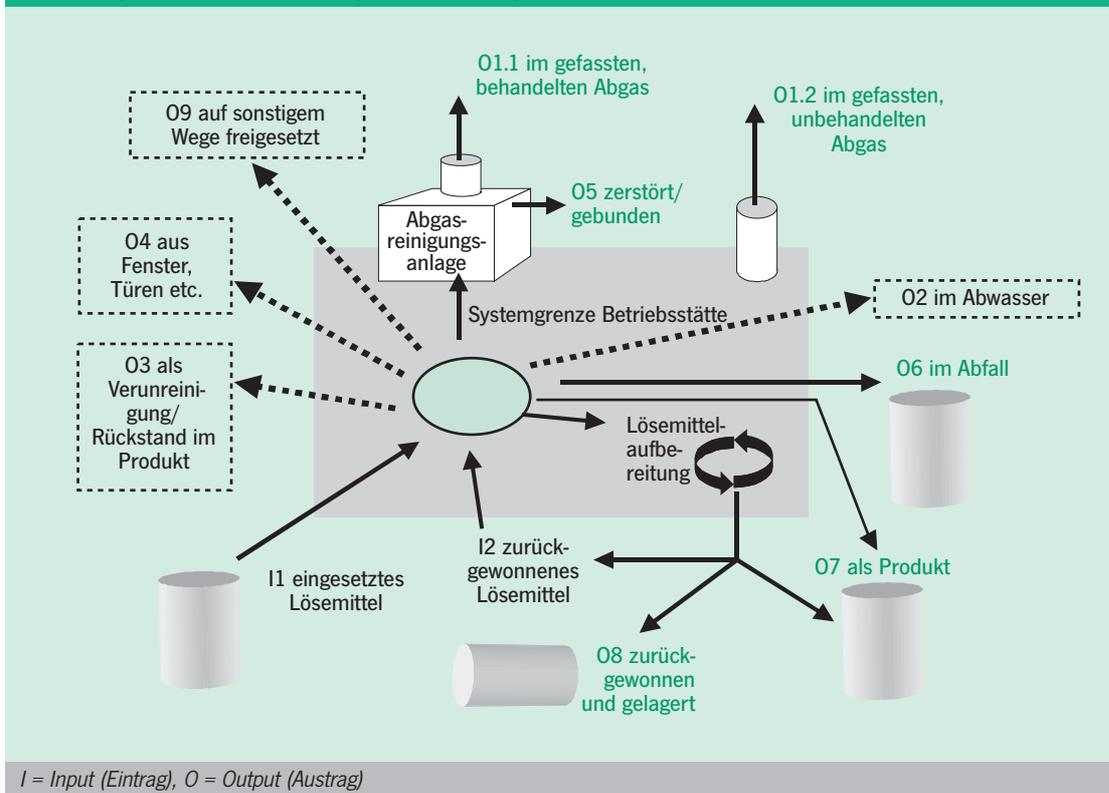 O1.1 im gefassten,
behandelten Abgas
O1.2 im gefassten,
unbehandelten
Abgas
O9 auf sonstigem
Wege freigesetzt
O5 zerstört/
gebunden
Abgas-
reinigungs-
anlage
O4 aus
Fenster,
Türen etc.
O2 im Abwasser
Systemgrenze Betriebsstätte
O3 als
Verunreini-
gung/
Rückstand im
Produkt
O6 im Abfall
Lösemittel-
aufbe-
reitung
I2 zurück-
gewonnenes
Lösemittel
O7 als Produkt
I1 eingesetztes
Lösemittel
O8 zurück-
gewonnen
und gelagert
I = Input (Eintrag), O = Output (Austrag)